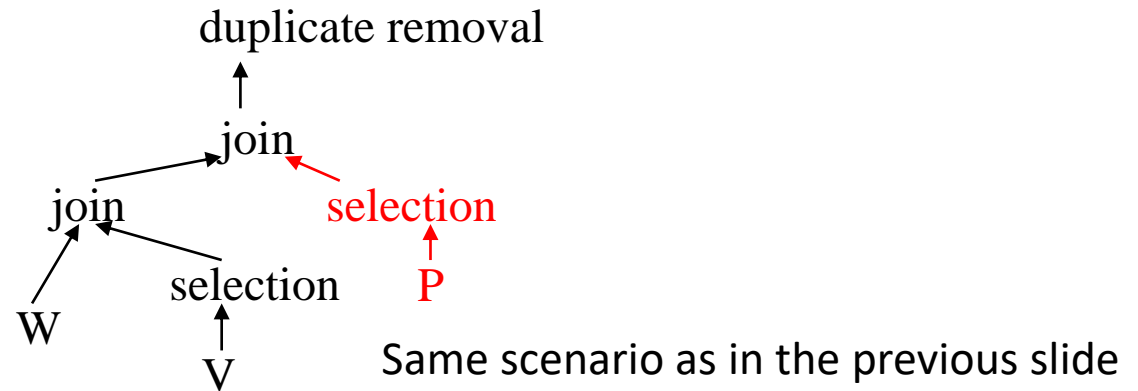 duplicate removal
join
join
selection
selection
P
W
V
Same scenario as in the previous slide